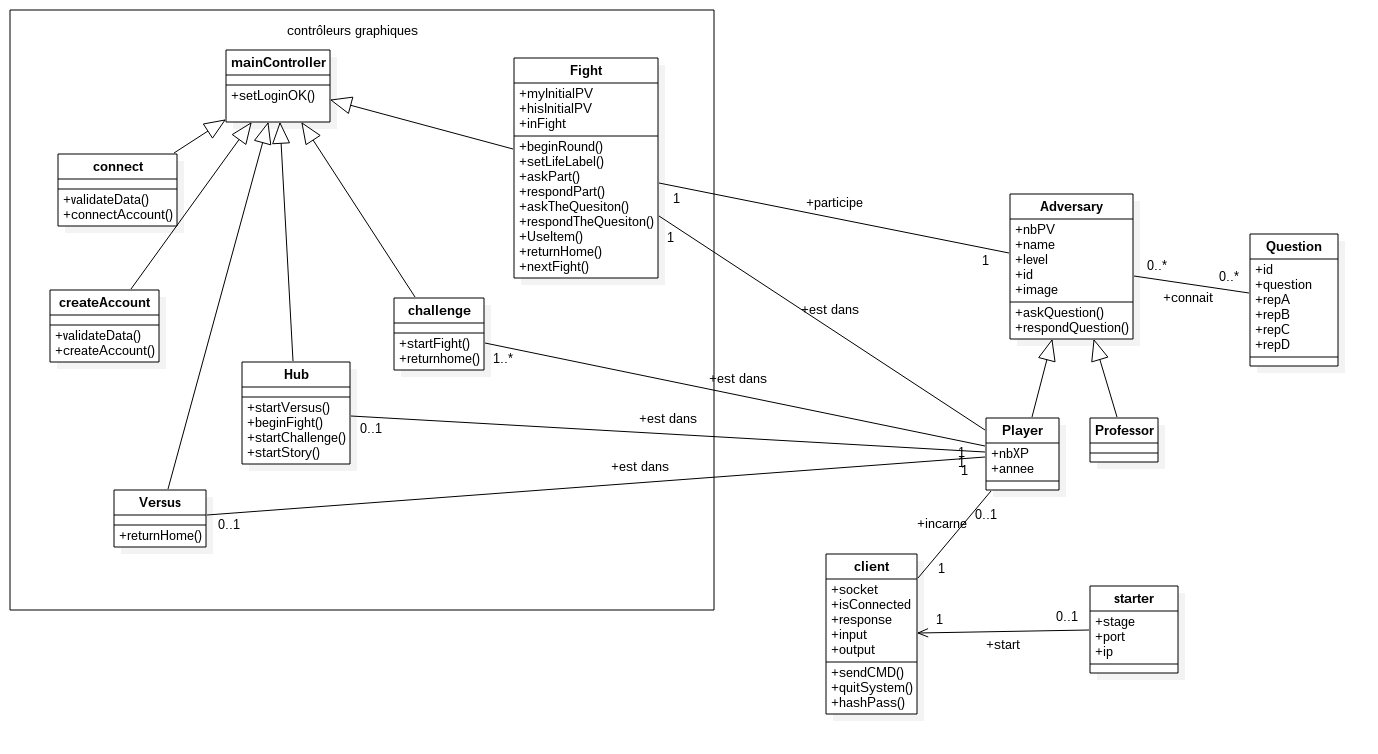 contrôleurs graphiques
mainController
+setLoginOK()
Fight
+myInitialPV
+hisInitialPV
+inFight
+beginRound()
+setLifeLabel()
+askPart()
+respondPart()
+askTheQuesiton()
+respondTheQuesiton()
+UseItem()
+returnHome()
+nextFight()
connect
+validateData()
+connectAccount()
createAccount
+validateData()
+createAccount()
challenge
+startFight()
+returnhome()
Hub
+startVersus()
+beginFight()
+startChallenge()
+startStory()
Versus
+returnHome()
1
+participe
1
1
+est dans
1..*
+est dans
0..1
+est dans
0..1
+est dans
1
1
1
Adversary
+nbPV
+name
+level
+id
+image
+askQuestion()
+respondQuestion()
0..*
0..*
+connait
Question
+id
+question
+repA
+repB
+repC
+repD
Player
+nbXP
+annee
Professor
0..1
+incarne
1
client
+socket
+isConnected
+response
+input
+output
+sendCMD()
+quitSystem()
+hashPass()
1
0..1
+start
starter
+stage
+port
+ip